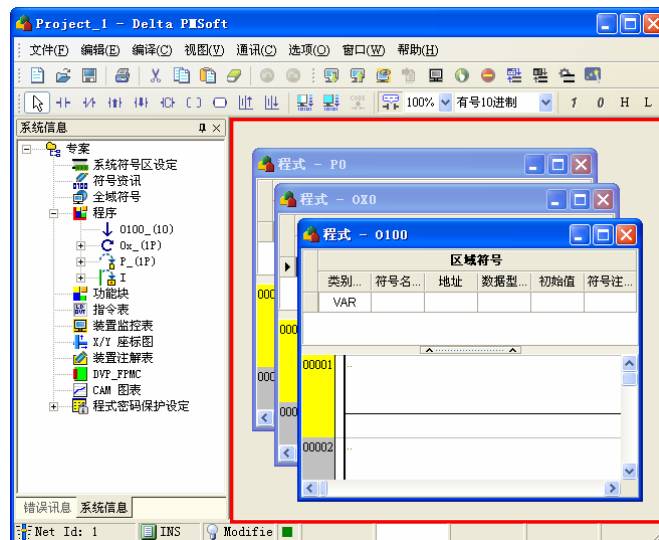 Project_1 - Delta PMSoft
文件(F) 编辑(E) 编译(C) 视图(V) 通讯(C) 选项(O) 窗口(W) 帮助(H)
100% 有号10进制 1 0 H L
系统信息
专案
系统符号区设定
符号资讯
全域符号
程序
O100_(10)
Ox_(1P)
P_(1P)
I
功能块
指令表
装置监控表
X/Y 座标图
装置注解表
DVP_FPMC
CAM 图表
程式密码保护设定
错误讯息 系统信息
Net Id: 1 INS Modifie
程式 - P0
程式 - OX0
程式 - O100
区域符号
类别... 符号名... 地址 数据型... 初始值 符号注...
VAR
00001
00002